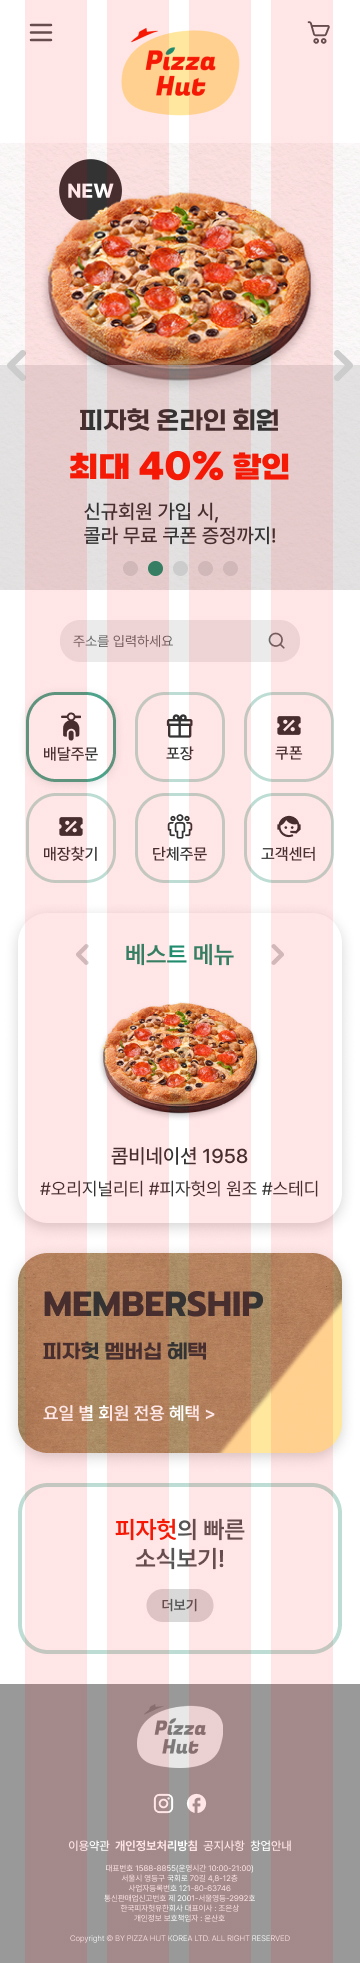 Pizza
Hut
NEW
피자헛 온라인 회원
최대 40% 할인
신규회원 가입 시,
콜라 무료 쿠폰 증정까지!
주소를 입력하세요
배달주문 포장 쿠폰
매장찾기 단체주문 고객센터
베스트 메뉴
콤비네이션 1958
#오리지널리티 #피자헛의 원조 #스테디
MEMBERSHIP
피자헛 멤버십 혜택
요일 별 회원 전용 혜택 >
피자헛의 빠른
소식보기!
더보기
Pizza
Hut
이용약관 개인정보처리방침 공지사항 창업안내
대표번호 1588-8855(운영시간 10:00-21:00)
서울시 영등구 국회로 70길 4,8-12층
사업자등록번호 121-80-63746
통신판매업신고번호 제 2001-서울영등-2992호
한국피자헛유한회사 대표이사 : 조은상
개인정보 보호책임자 : 윤산호
Copyright © BY PIZZA HUT KOREA LTD. ALL RIGHT RESERVED